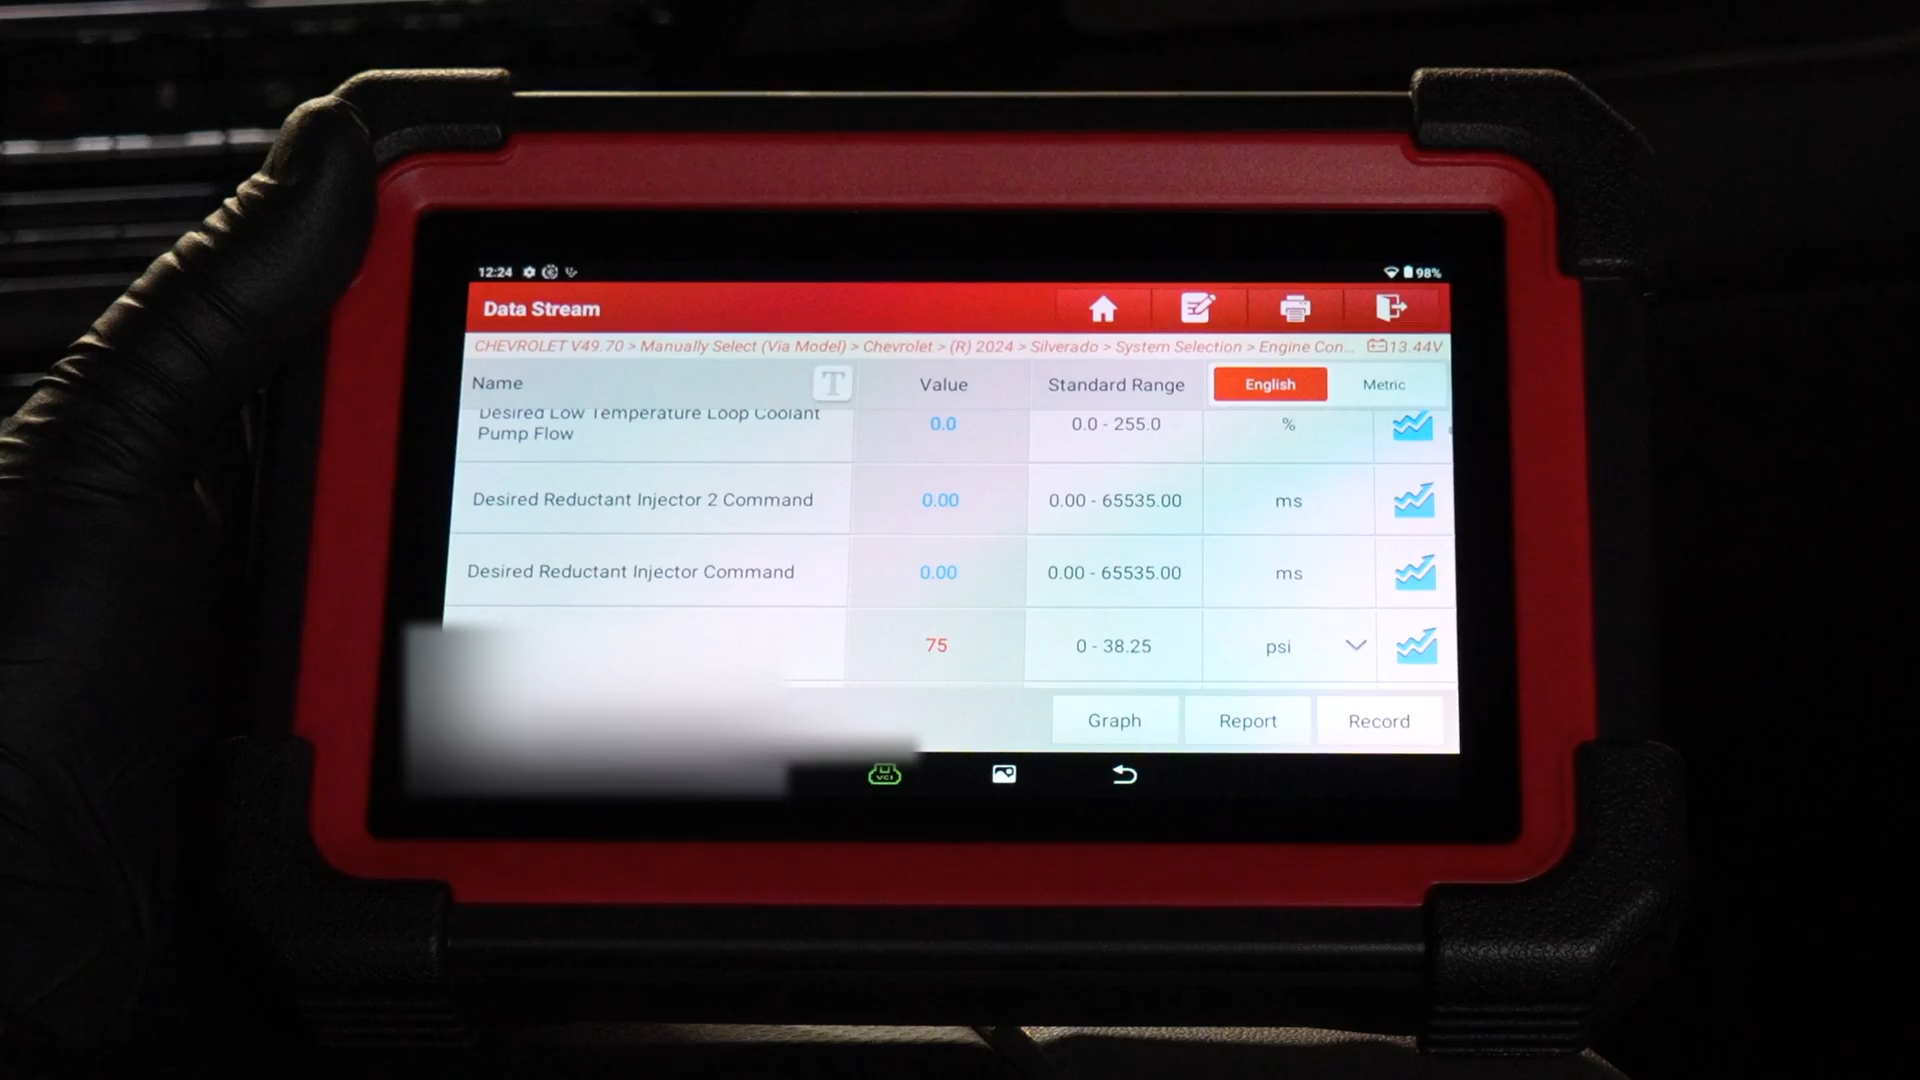 12:24
98%
Data Stream
CHEVROLET V49.70 > Manually Select (Via Model) > Chevrolet > (R) 2024 > Silverado > System Selection > Engine Con... 13.44V
Name T Value Standard Range English Metric
Desired Low Temperature Loop Coolant
Pump Flow 0.0 0.0 - 255.0 %
Desired Reductant Injector 2 Command 0.00 0.00 - 65535.00 ms
Desired Reductant Injector Command 0.00 0.00 - 65535.00 ms
75 0 - 38.25 psi
Graph Report Record
VCI